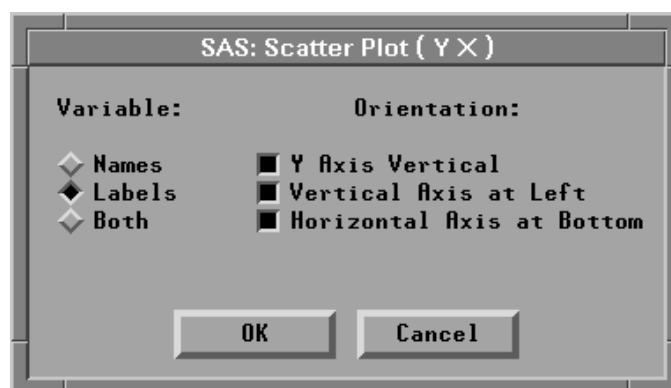 SAS: Scatter Plot ( Y X )
Variable: Orientation:
Names Y Axis Vertical
Labels Vertical Axis at Left
Both Horizontal Axis at Bottom
OK Cancel